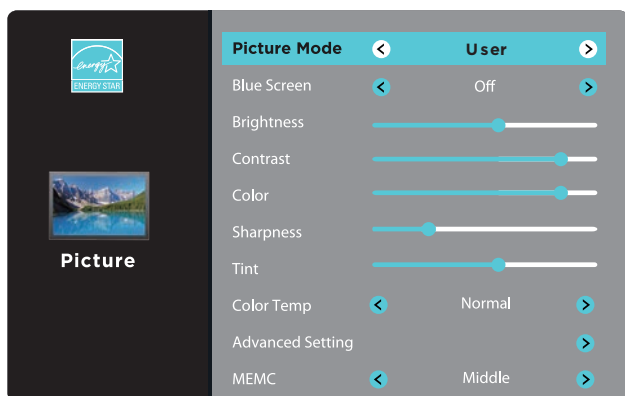 energy
ENERGY STAR
Picture
Picture Mode User
Blue Screen Off
Brightness
Contrast
Color
Sharpness
Tint
Color Temp Normal
Advanced Setting
MEMC Middle